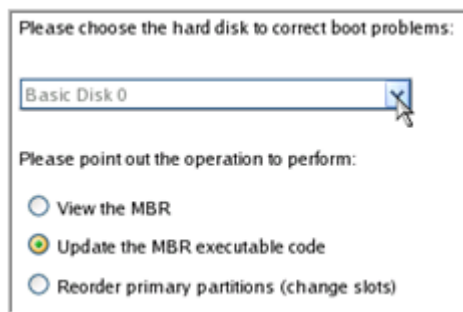 Please choose the hard disk to correct boot problems:
Basic Disk 0
Please point out the operation to perform:
View the MBR
Update the MBR executable code
Reorder primary partitions (change slots)